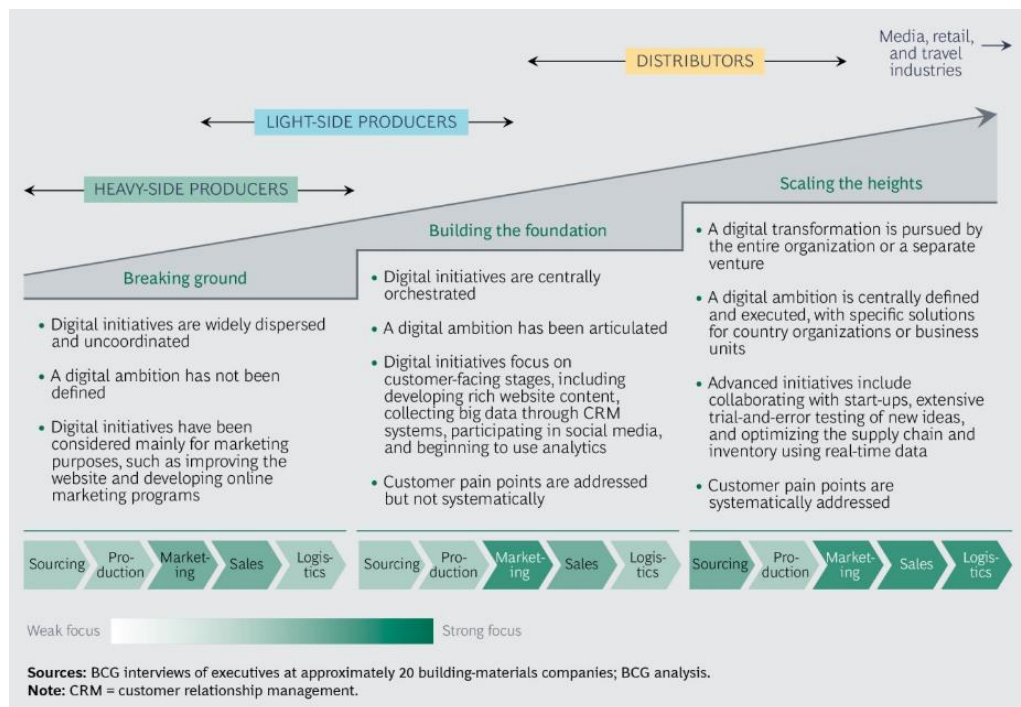 Media, retail,
and travel
industries
DISTRIBUTORS
LIGHT-SIDE PRODUCERS
HEAVY-SIDE PRODUCERS
Breaking ground
• Digital initiatives are widely dispersed
and uncoordinated
• A digital ambition has not been
defined
• Digital initiatives have been
considered mainly for marketing
purposes, such as improving the
website and developing online
marketing programs
Building the foundation
• Digital initiatives are centrally
orchestrated
• A digital ambition has been articulated
• Digital initiatives focus on
customer-facing stages, including
developing rich website content,
collecting big data through CRM
systems, participating in social media,
and beginning to use analytics
• Customer pain points are addressed
but not systematically
Scaling the heights
• A digital transformation is pursued by
the entire organization or a separate
venture
• A digital ambition is centrally defined
and executed, with specific solutions
for country organizations or business
units
• Advanced initiatives include
collaborating with start-ups, extensive
trial-and-error testing of new ideas,
and optimizing the supply chain and
inventory using real-time data
• Customer pain points are
systematically addressed
Sourcing
Pro-
duction
Market-
ing
Sales
Logis-
tics
Sourcing
Pro-
duction
Market-
ing
Sales
Logis-
tics
Sourcing
Pro-
duction
Market-
ing
Sales
Logis-
tics
Weak focus
Strong focus
Sources: BCG interviews of executives at approximately 20 building-materials companies; BCG analysis.
Note: CRM = customer relationship management.